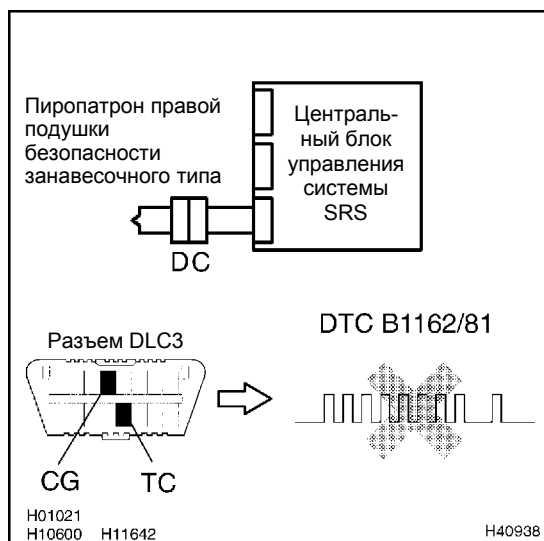 Пиропатрон правой
подушки
безопасности
занавесочного типа
Централь-
ный блок
управления
системы
SRS
D C
DTC B1162/81
Разъем DLC3
CG
TC
H01021
H10600 H11642
H40938